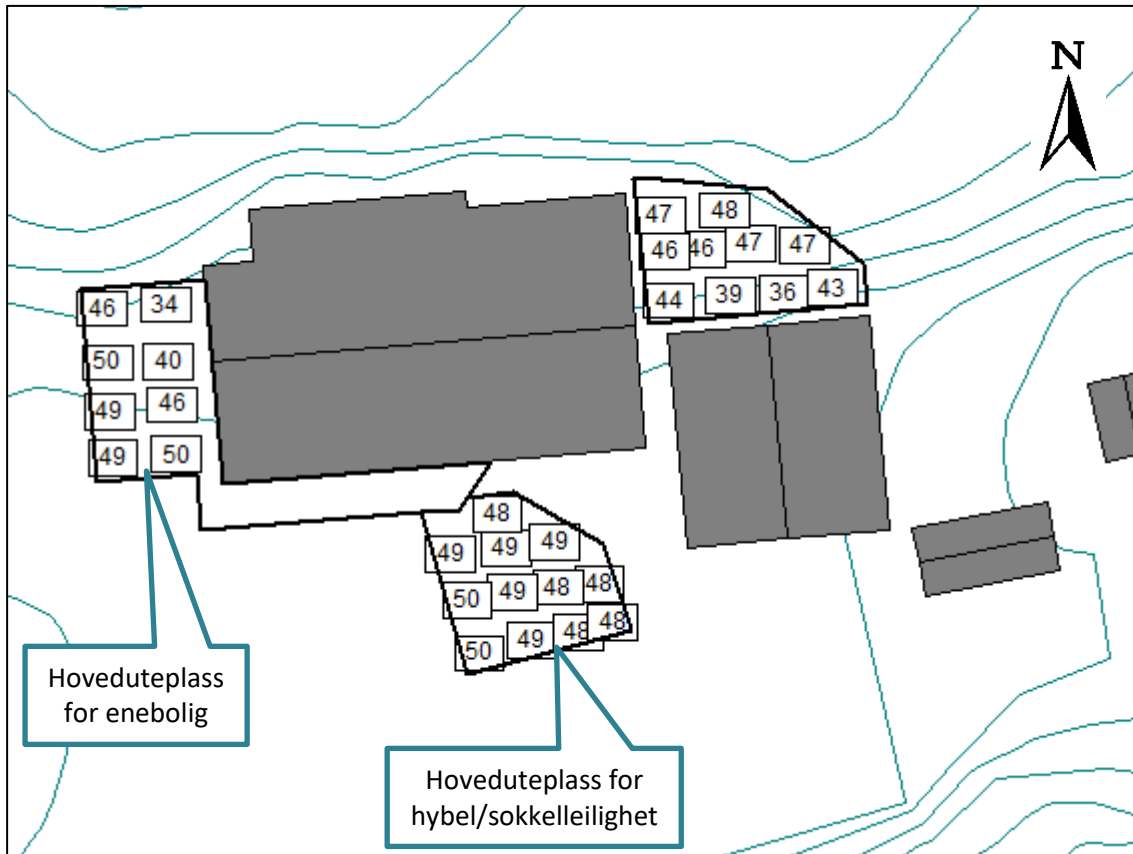 N
47 48
46 46 47 47
44 39 36 43
46 34
50 40
49 46
49 50
48
49 49 49
50 49 48 48
50 49 48 48
Hoveduteplass
for enebolig
Hoveduteplass for
hybel/sokkelleilighet